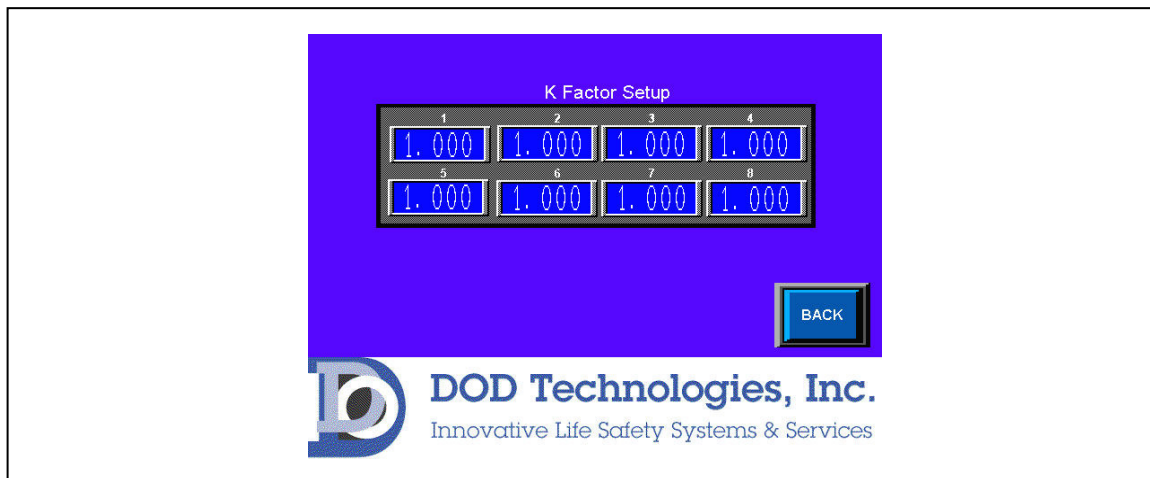 K Factor Setup
1 2 3 4
1. 000 1. 000 1. 000 1. 000
5 6 7 8
1. 000 1. 000 1. 000 1. 000
BACK
DOD Technologies, Inc.
Innovative Life Safety Systems & Services